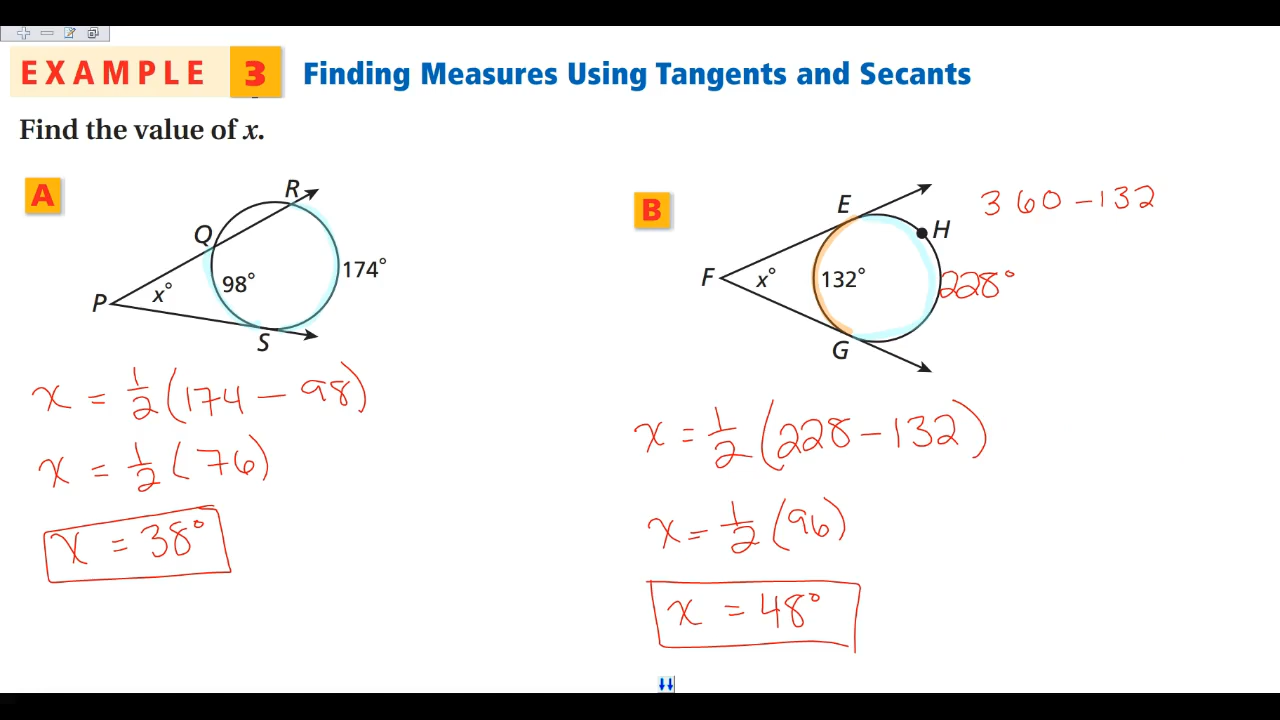 EXAMPLE 3 Finding Measures Using Tangents and Secants
Find the value of x.
A
R
Q
P
x°
98°
174°
S
x = 1/2 (174 - 98)
x = 1/2 (76)
x = 38°
B
E
H
F
x°
132°
G
360 - 132
228°
x = 1/2 (228 - 132)
x = 1/2 (96)
x = 48°